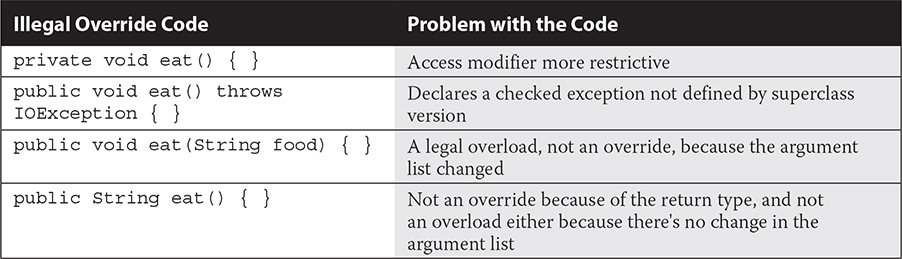 Illegal Override Code Problem with the Code
private void eat() { } Access modifier more restrictive
public void eat() throws Declares a checked exception not defined by superclass
IOException { } version
public void eat(String food) { } A legal overload, not an override, because the argument
list changed
public String eat() { } Not an override because of the return type, and not
an overload either because there's no change in the
argument list